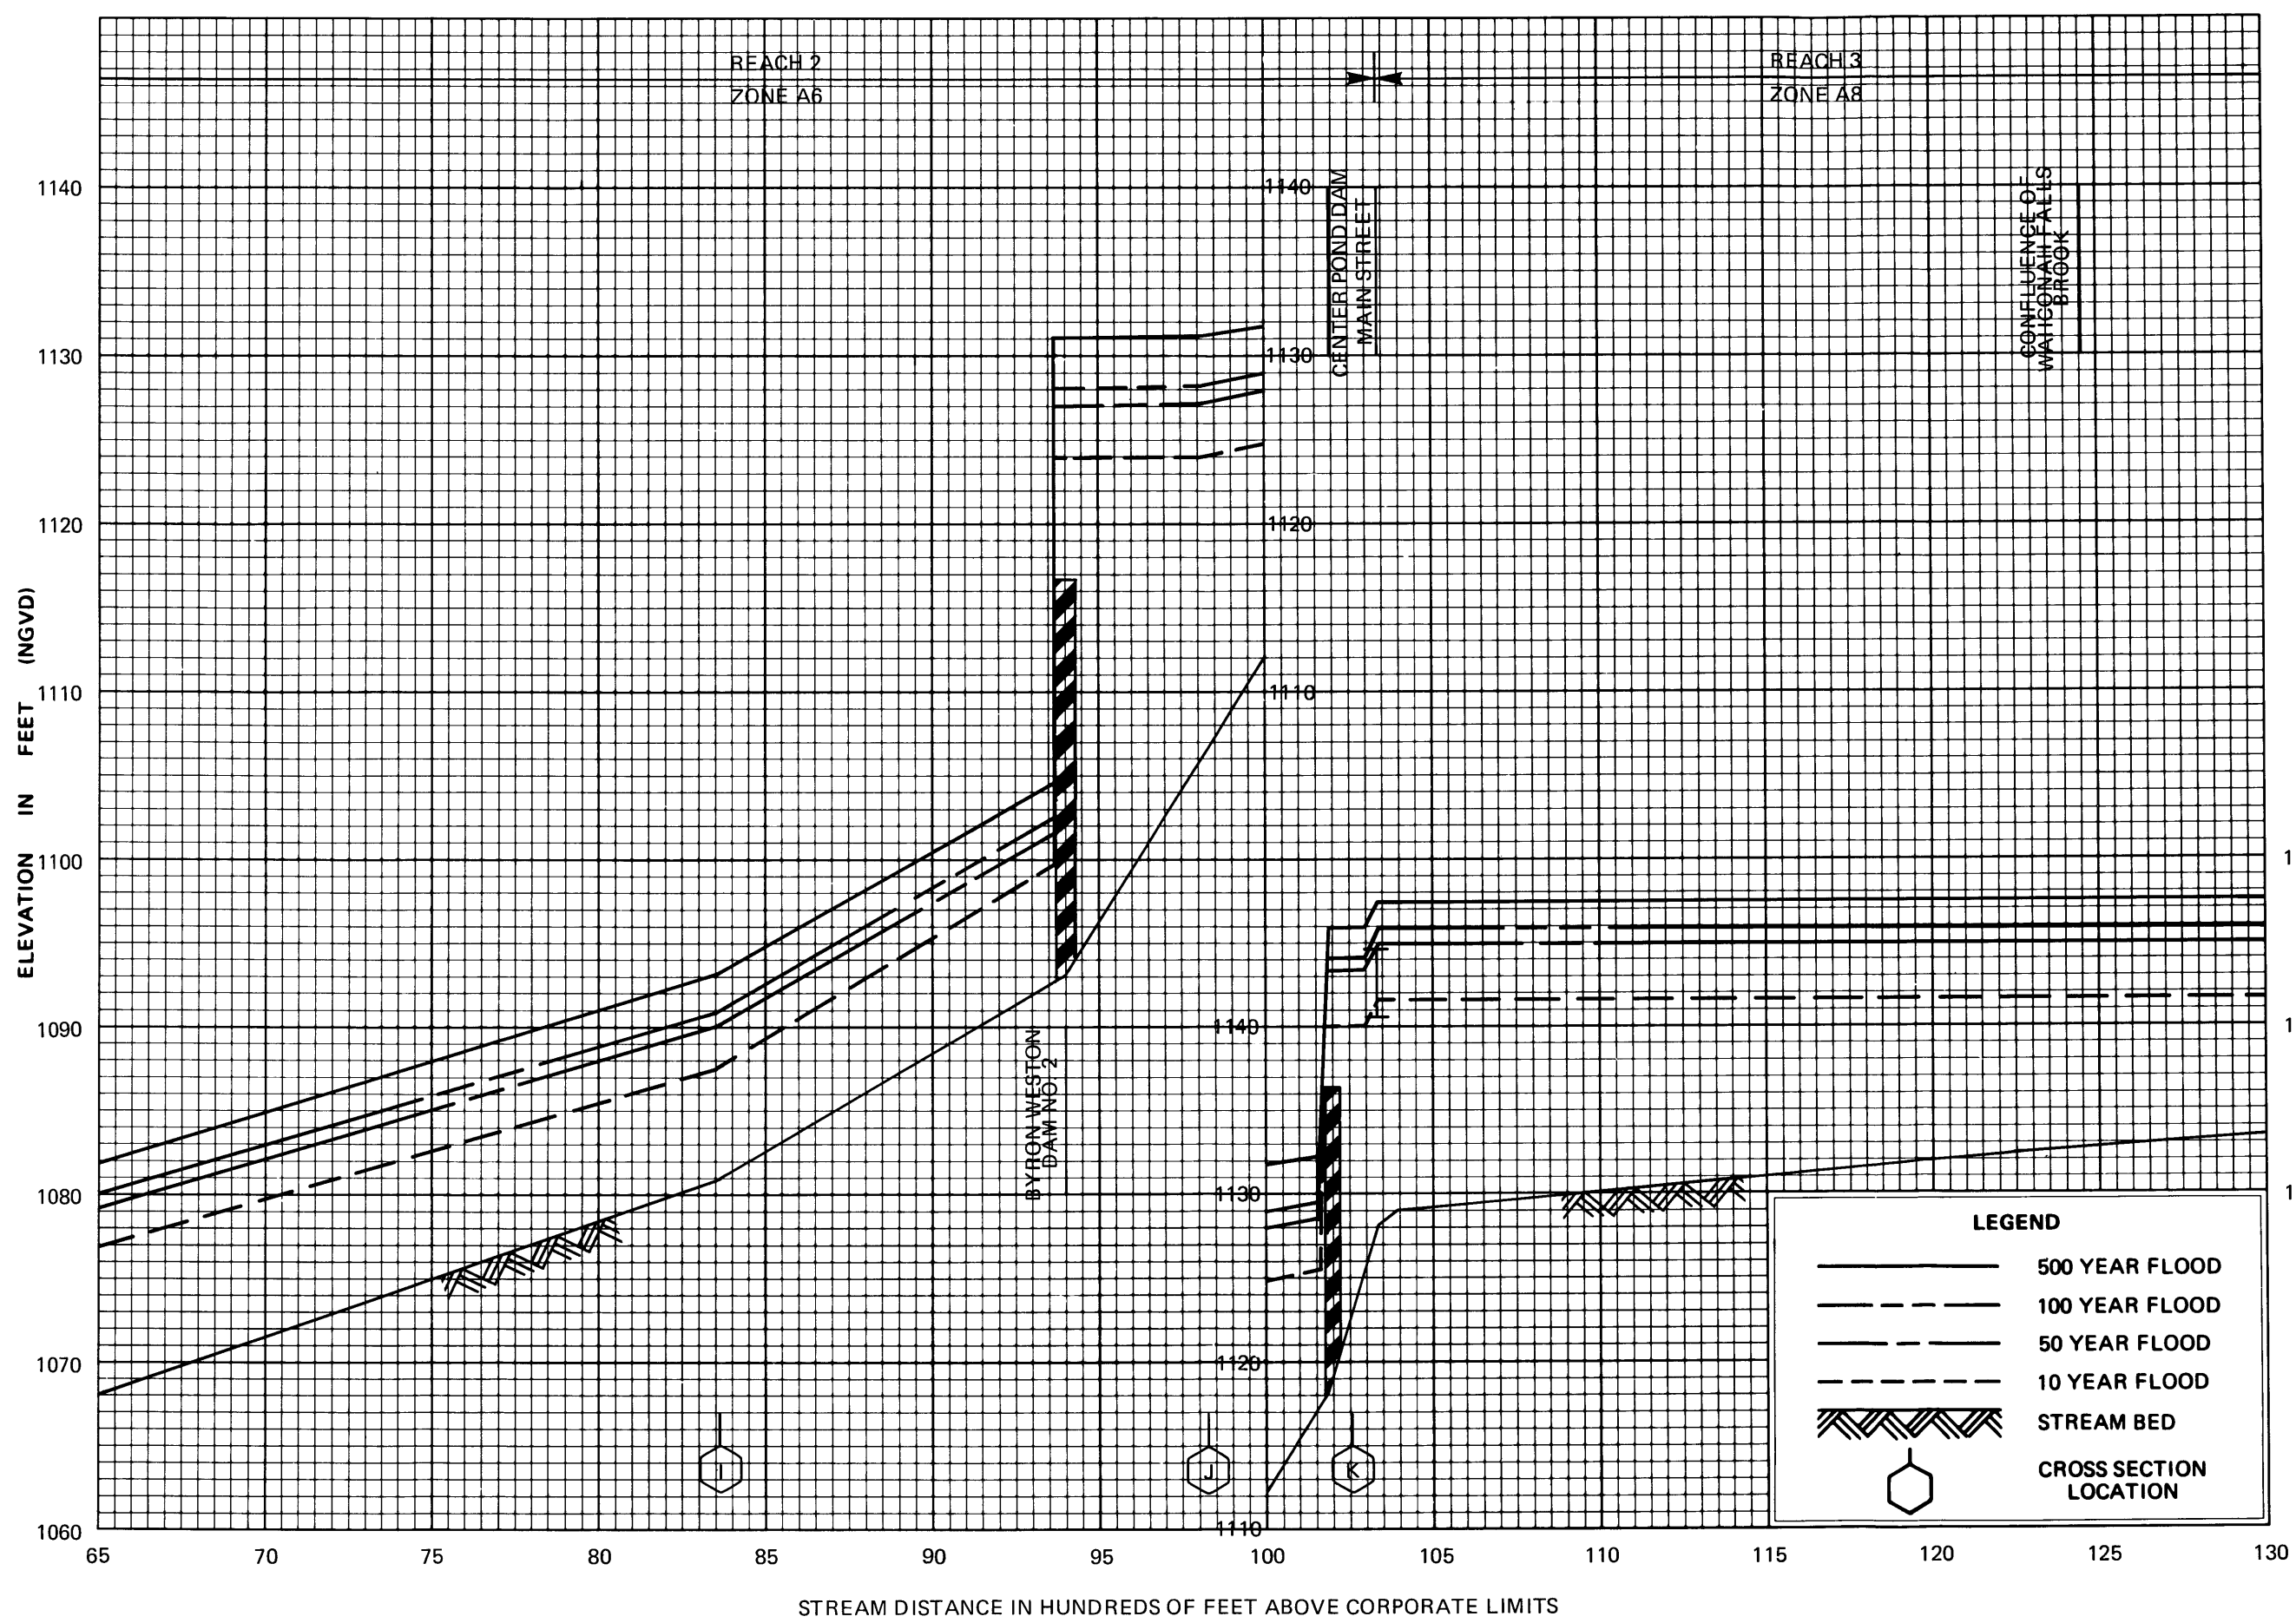 REACH 2
ZONE A6
REACH 3
ZONE A8
1140
1130
1120
1110
1100
1090
1080
1070
1060
ELEVATION IN FEET (NGVD)
1140
1130
1120
1110
CENTER POND DAM
MAIN STREET
CONFLUENCE OF
WAHCONAH FALLS
BROOK
BYRON WESTON
DAM NO. 2
1140
1130
1120
1110
1
1
1
I
J
K
LEGEND
500 YEAR FLOOD
100 YEAR FLOOD
50 YEAR FLOOD
10 YEAR FLOOD
STREAM BED
CROSS SECTION
LOCATION
65 70 75 80 85 90 95 100 105 110 115 120 125 130
STREAM DISTANCE IN HUNDREDS OF FEET ABOVE CORPORATE LIMITS